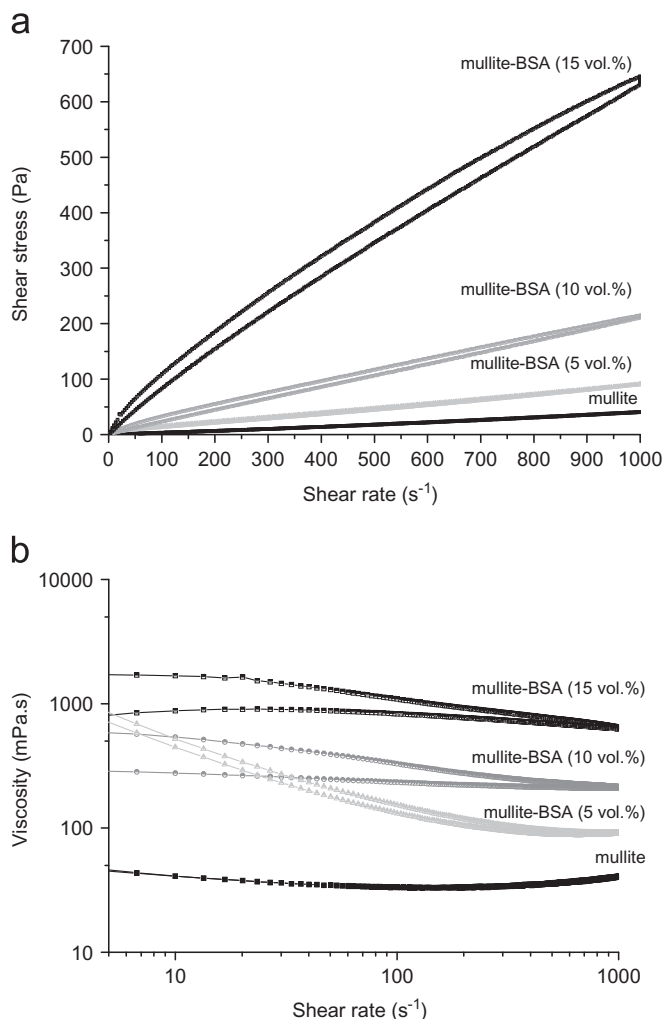 a
700
600
500
400
300
200
100
0
Shear stress (Pa)
mullite-BSA (15 vol.%)
mullite-BSA (10 vol.%)
mullite-BSA (5 vol.%)
mullite
0 100 200 300 400 500 600 700 800 900 1000
Shear rate (s⁻¹)
b
10000
1000
100
10
Viscosity (mPa.s)
mullite-BSA (15 vol.%)
mullite-BSA (10 vol.%)
mullite-BSA (5 vol.%)
mullite
10 100 1000
Shear rate (s⁻¹)